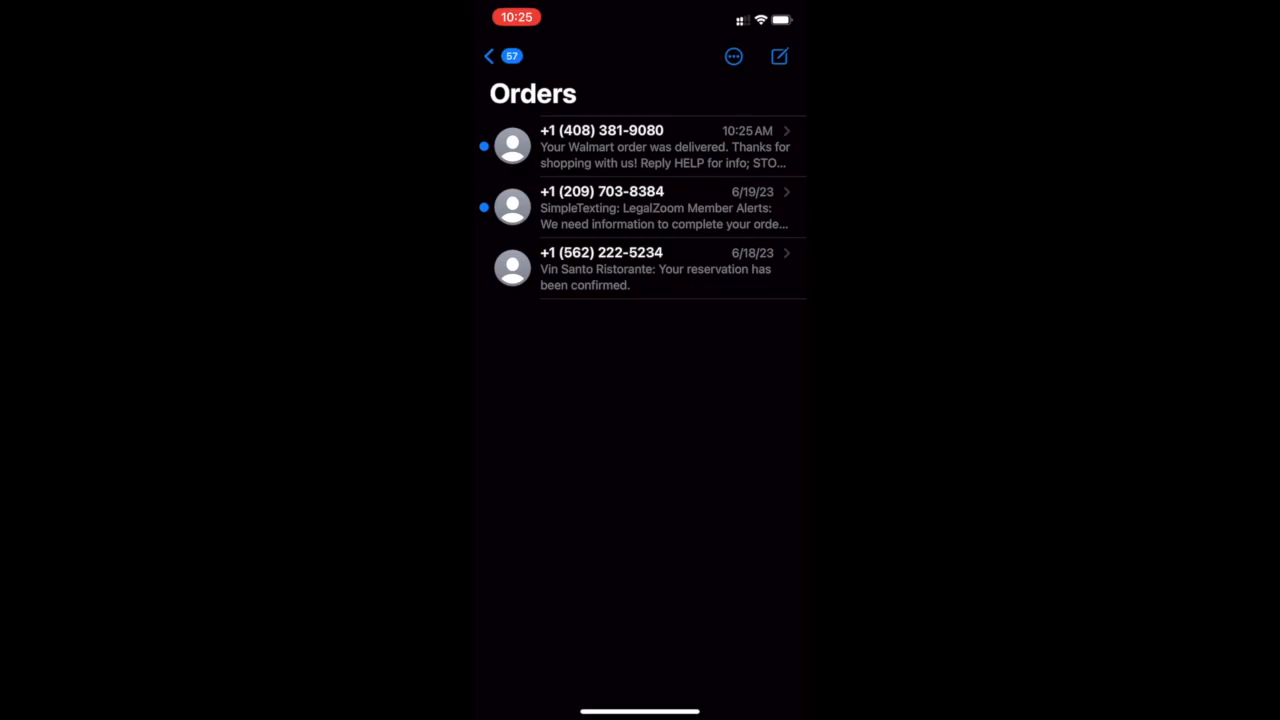 10:25
57
Orders
+1 (408) 381-9080 10:25 AM
Your Walmart order was delivered. Thanks for
shopping with us! Reply HELP for info; STO...
+1 (209) 703-8384 6/19/23
SimpleTexting: LegalZoom Member Alerts:
We need information to complete your orde...
+1 (562) 222-5234 6/18/23
Vin Santo Ristorante: Your reservation has
been confirmed.